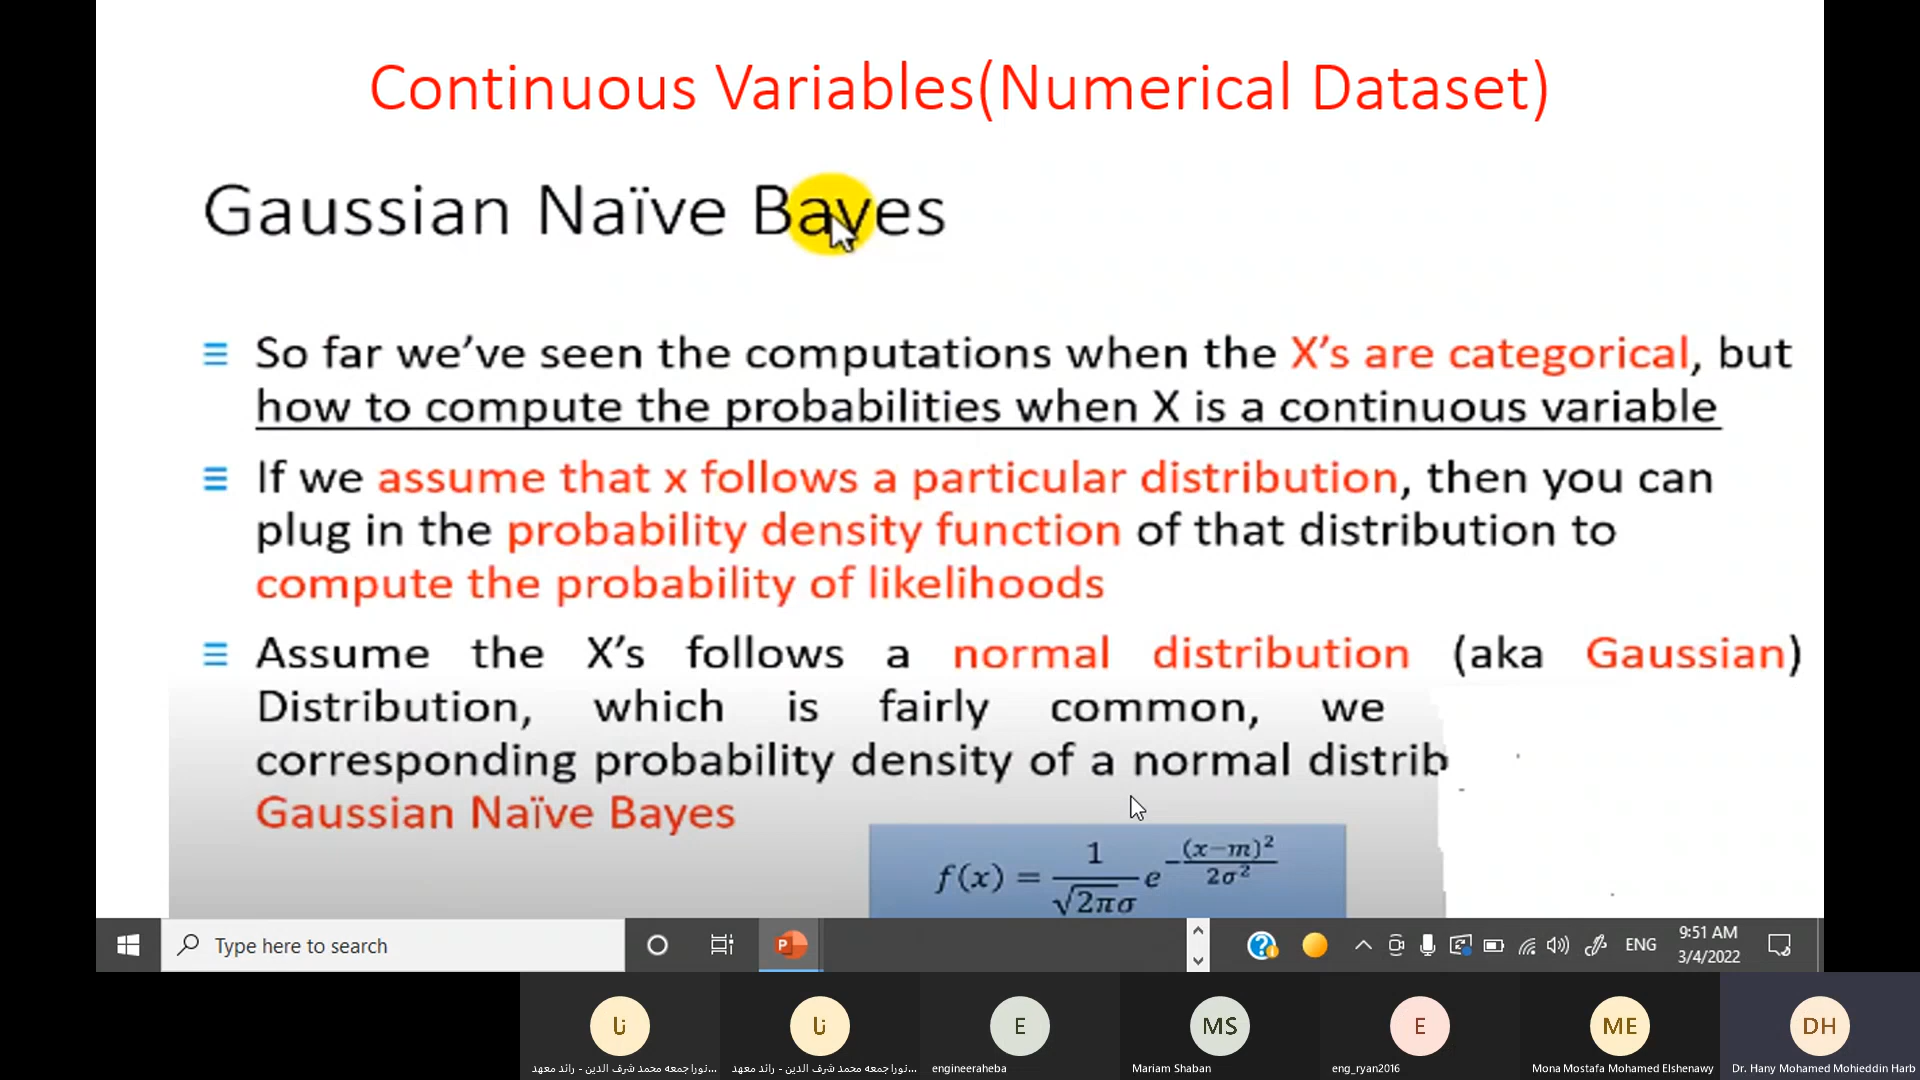 Continuous Variables(Numerical Dataset)
Gaussian Naïve Bayes
So far we've seen the computations when the X's are categorical, but
how to compute the probabilities when X is a continuous variable
If we assume that x follows a particular distribution, then you can
plug in the probability density function of that distribution to
compute the probability of likelihoods
Assume the X's follows a normal distribution (aka Gaussian)
Distribution, which is fairly common, we
corresponding probability density of a normal distrib
Gaussian Naïve Bayes
f(x) = 1/(√2πσ) e^-(x-m)²/2σ²
Type here to search
ENG
9:51 AM
3/4/2022
نا
نا
E
MS
E
ME
DH
نورا جمعه محمد شرف الدين - رائد معهد...
نورا جمعه محمد شرف الدين - رائد معهد...
engineeraheba
Mariam Shaban
eng_ryan2016
Mona Mostafa Mohamed Elshenawy
Dr. Hany Mohamed Mohieddin Harb